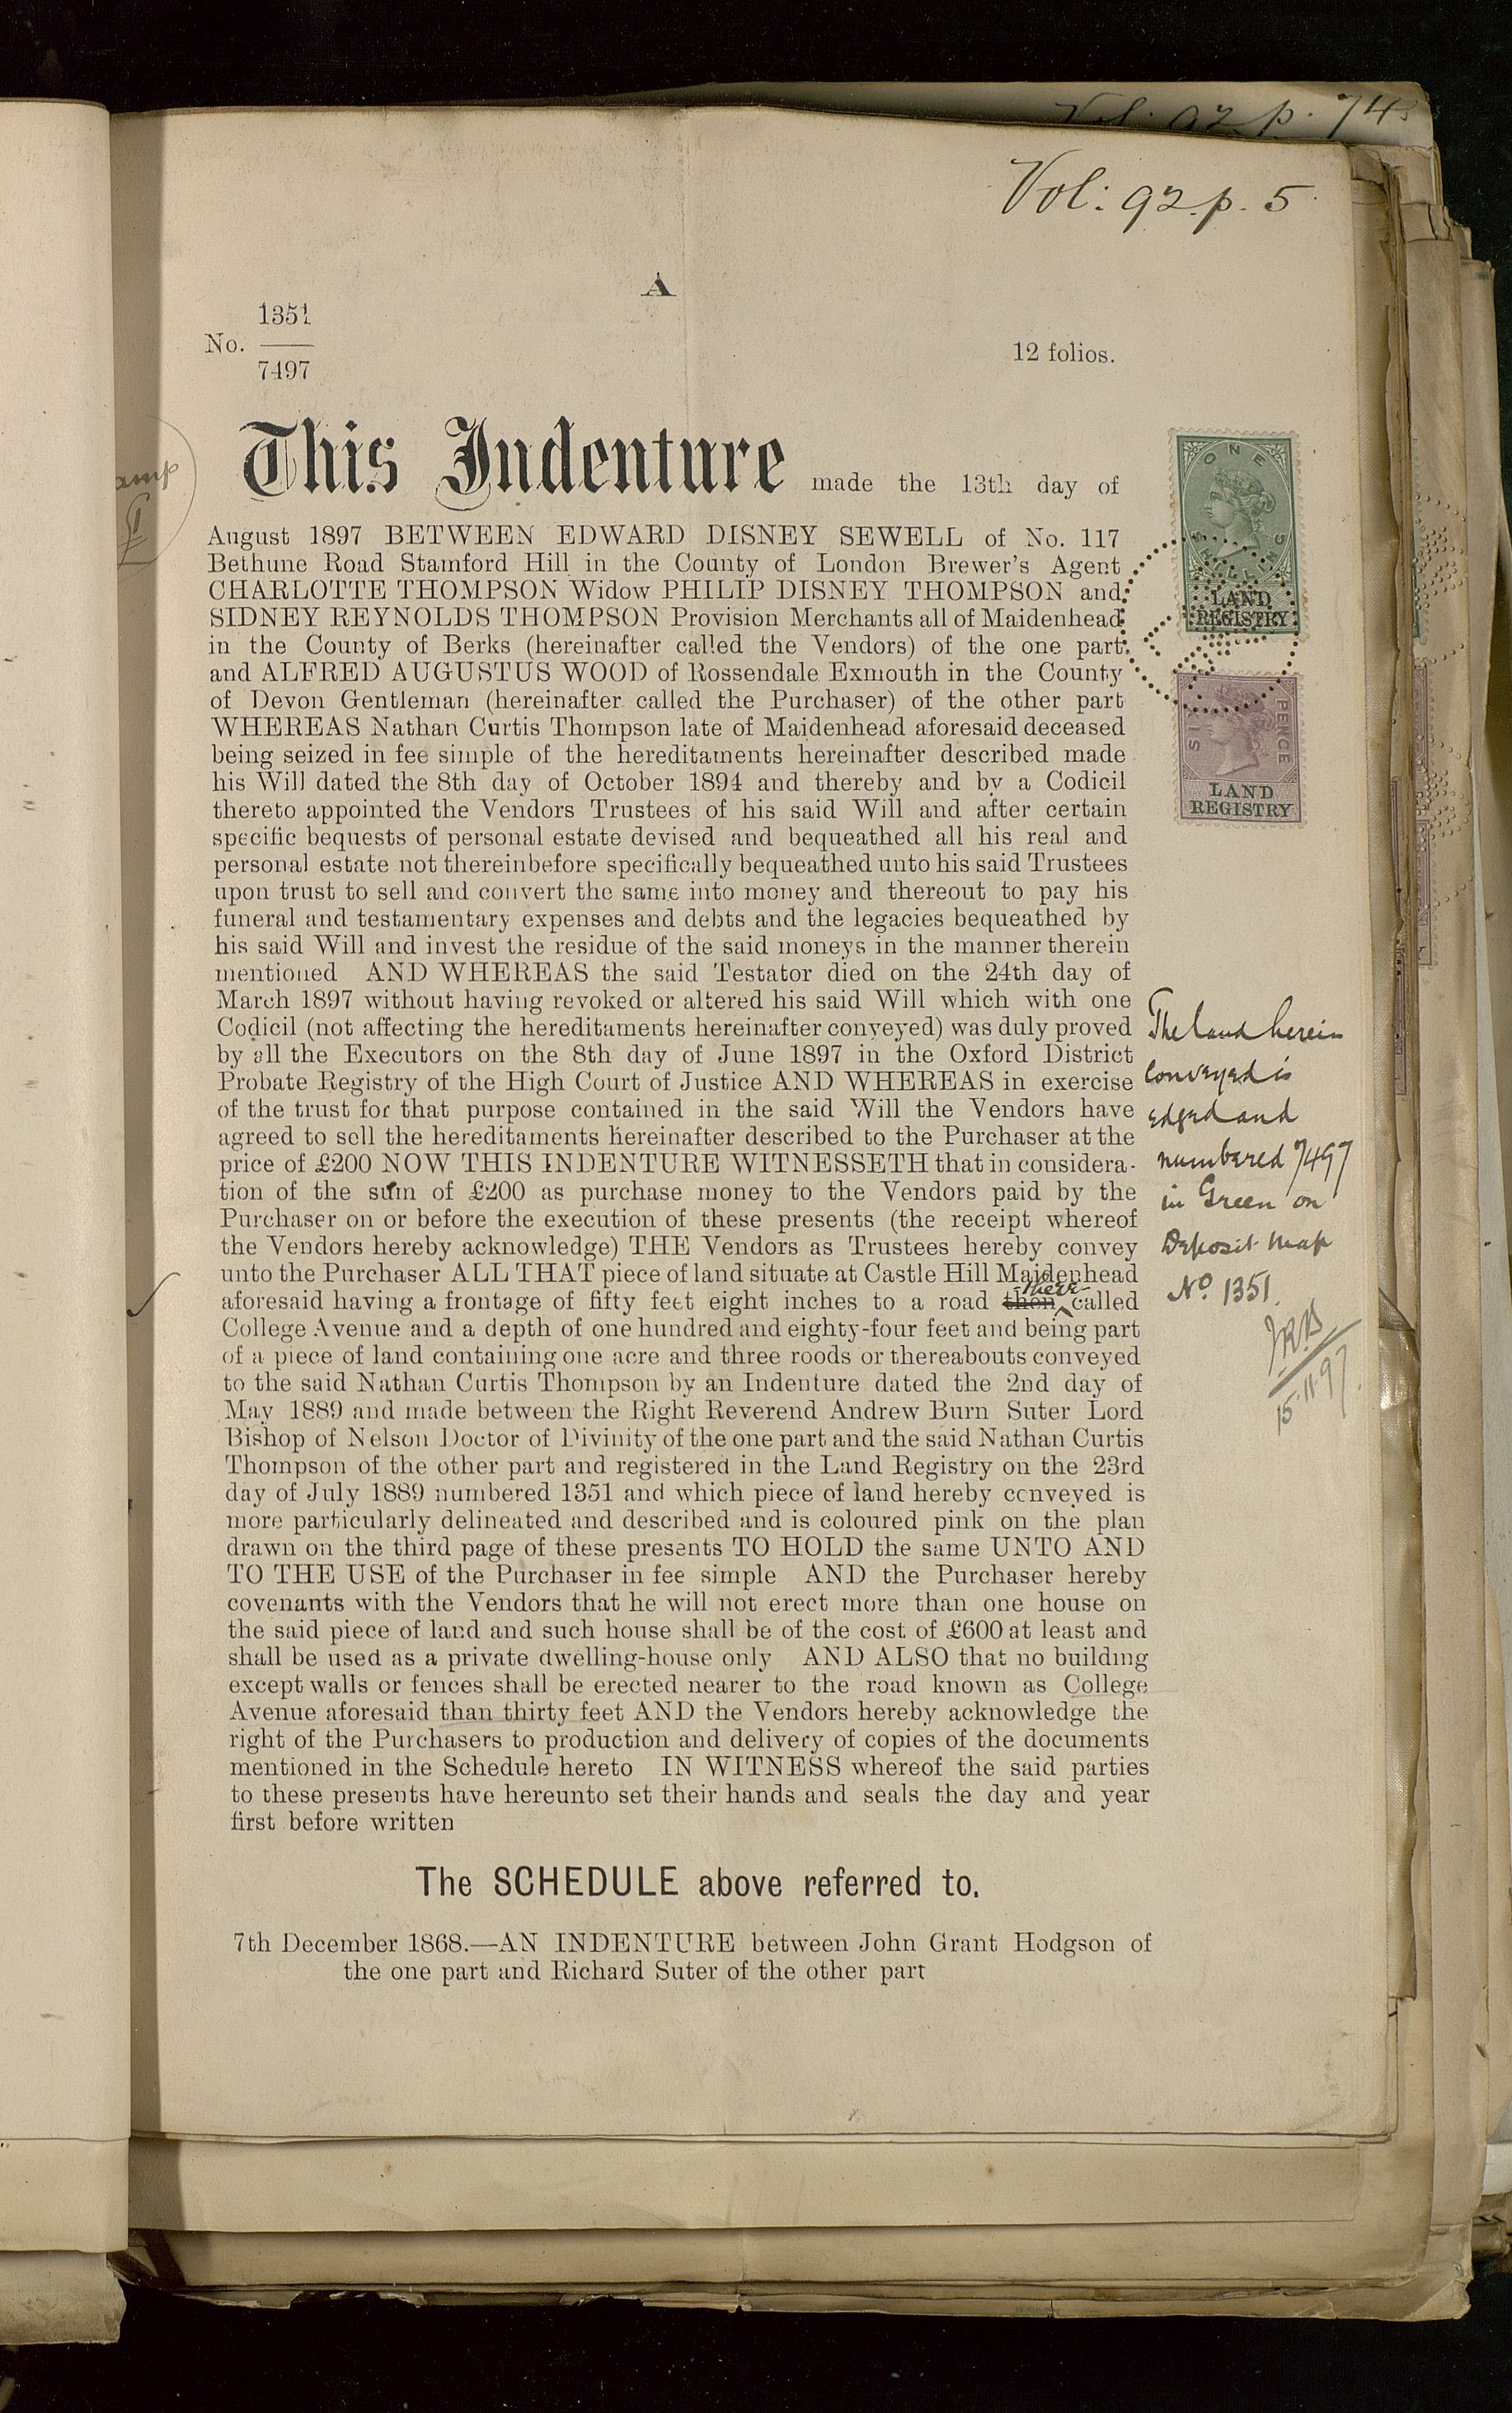 Vol. 92 p. 74
Vol: 92 p. 5
A
1351
No.
7497
12 folios.
This Indenture made the 13th day of
August 1897 BETWEEN EDWARD DISNEY SEWELL of No. 117
Bethune Road Stamford Hill in the County of London Brewer's Agent
CHARLOTTE THOMPSON Widow PHILIP DISNEY THOMPSON and
SIDNEY REYNOLDS THOMPSON Provision Merchants all of Maidenhead
in the County of Berks (hereinafter called the Vendors) of the one part
and ALFRED AUGUSTUS WOOD of Rossendale Exmouth in the County
of Devon Gentleman (hereinafter called the Purchaser) of the other part
WHEREAS Nathan Curtis Thompson late of Maidenhead aforesaid deceased
being seized in fee simple of the hereditaments hereinafter described made
his Will dated the 8th day of October 1894 and thereby and by a Codicil
thereto appointed the Vendors Trustees of his said Will and after certain
specific bequests of personal estate devised and bequeathed all his real and
personal estate not thereinbefore specifically bequeathed unto his said Trustees
upon trust to sell and convert the same into money and thereout to pay his
funeral and testamentary expenses and debts and the legacies bequeathed by
his said Will and invest the residue of the said moneys in the manner therein
mentioned AND WHEREAS the said Testator died on the 24th day of
March 1897 without having revoked or altered his said Will which with one
Codicil (not affecting the hereditaments hereinafter conveyed) was duly proved
by all the Executors on the 8th day of June 1897 in the Oxford District
Probate Registry of the High Court of Justice AND WHEREAS in exercise
of the trust for that purpose contained in the said Will the Vendors have
agreed to sell the hereditaments hereinafter described to the Purchaser at the
price of £200 NOW THIS INDENTURE WITNESSETH that in considera-
tion of the sum of £200 as purchase money to the Vendors paid by the
Purchaser on or before the execution of these presents (the receipt whereof
the Vendors hereby acknowledge) THE Vendors as Trustees hereby convey
unto the Purchaser ALL THAT piece of land situate at Castle Hill Maidenhead
there
aforesaid having a frontage of fifty feet eight inches to a road then called
College Avenue and a depth of one hundred and eighty-four feet and being part
of a piece of land containing one acre and three roods or thereabouts conveyed
to the said Nathan Curtis Thompson by an Indenture dated the 2nd day of
May 1889 and made between the Right Reverend Andrew Burn Suter Lord
Bishop of Nelson Doctor of Divinity of the one part and the said Nathan Curtis
Thompson of the other part and registered in the Land Registry on the 23rd
day of July 1889 numbered 1351 and which piece of land hereby conveyed is
more particularly delineated and described and is coloured pink on the plan
drawn on the third page of these presents TO HOLD the same UNTO AND
TO THE USE of the Purchaser in fee simple AND the Purchaser hereby
covenants with the Vendors that he will not erect more than one house on
the said piece of land and such house shall be of the cost of £600 at least and
shall be used as a private dwelling-house only AND ALSO that no building
except walls or fences shall be erected nearer to the road known as College
Avenue aforesaid than thirty feet AND the Vendors hereby acknowledge the
right of the Purchasers to production and delivery of copies of the documents
mentioned in the Schedule hereto IN WITNESS whereof the said parties
to these presents have hereunto set their hands and seals the day and year
first before written
The SCHEDULE above referred to.
7th December 1868.—AN INDENTURE between John Grant Hodgson of
the one part and Richard Suter of the other part
ONE
SHILLING
LAND
REGISTRY
SIX
PENCE
LAND
REGISTRY
The land herein
conveyed is
edged and
numbered 7497
in Green on
Deposit Map
No. 1351.
15.11.97.